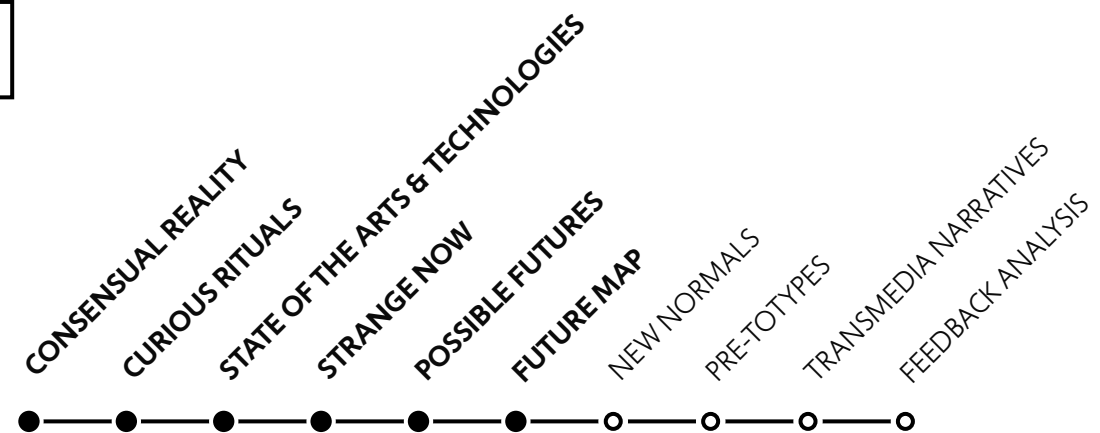 CONSENSUAL REALITY
CURIOUS RITUALS
STATE OF THE ARTS & TECHNOLOGIES
STRANGE NOW
POSSIBLE FUTURES
FUTURE MAP
NEW NORMALS
PRE-TOTYPES
TRANSMEDIA NARRATIVES
FEEDBACK ANALYSIS